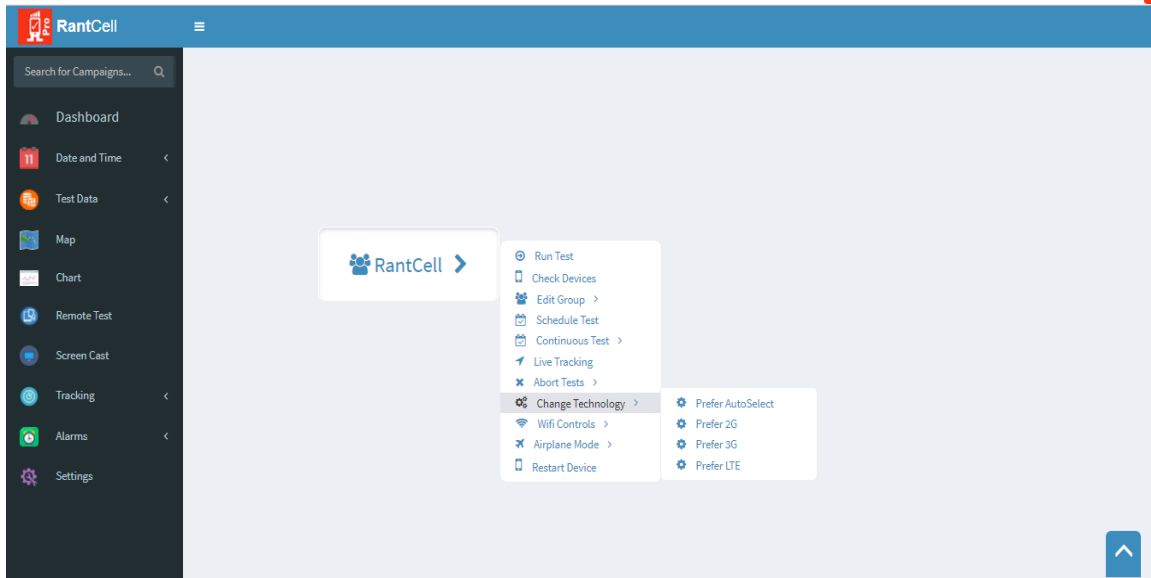 Pro
RantCell
Search for Campaigns...
Dashboard
11
Date and Time
Test Data
Map
Chart
Remote Test
Screen Cast
Tracking
Alarms
Settings
RantCell
Run Test
Check Devices
Edit Group
Schedule Test
Continuous Test
Live Tracking
Abort Tests
Change Technology
Wifi Controls
Airplane Mode
Restart Device
Prefer AutoSelect
Prefer 2G
Prefer 3G
Prefer LTE